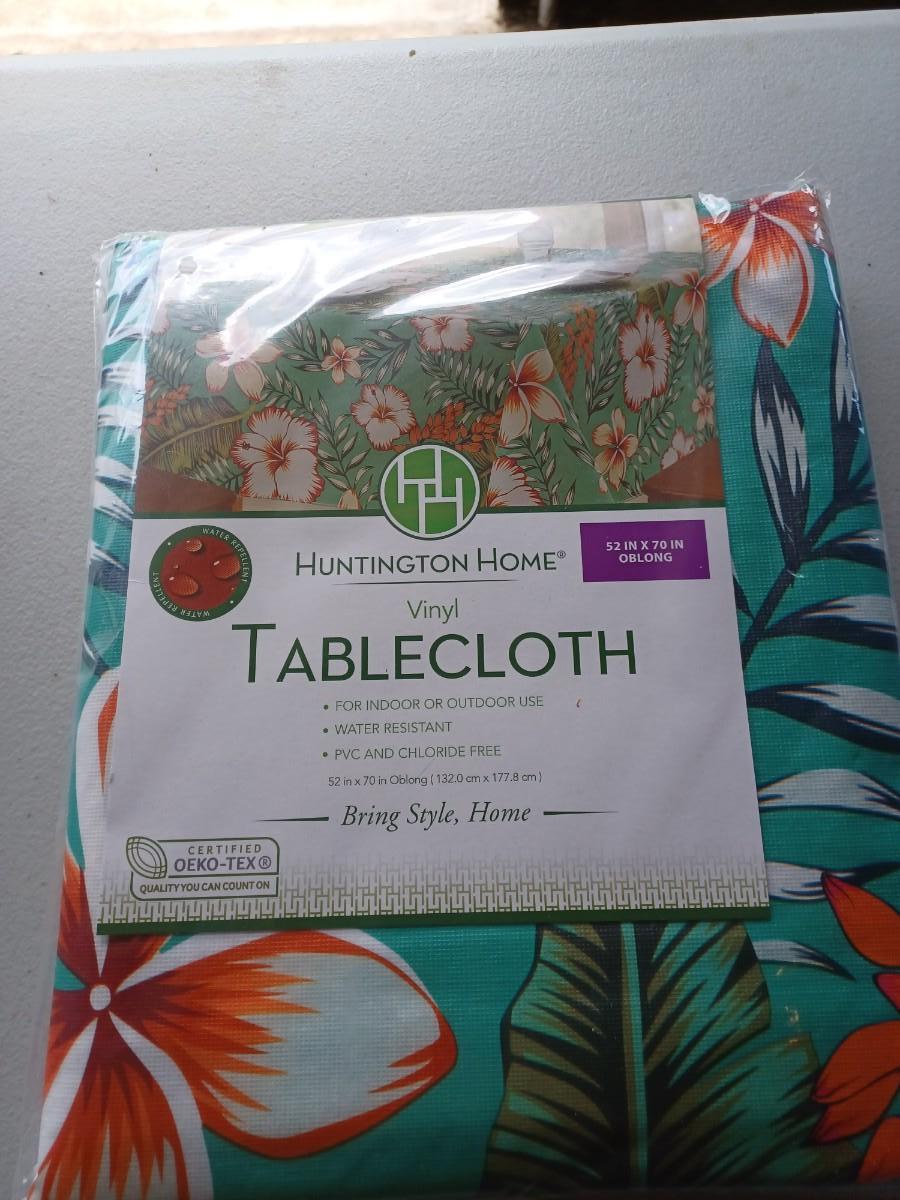 WATER REPELLENT
WATER REPELLENT
HUNTINGTON HOME®
52 IN X 70 IN
OBLONG
Vinyl
TABLECLOTH
• FOR INDOOR OR OUTDOOR USE
• WATER RESISTANT
• PVC AND CHLORIDE FREE
52 in x 70 in Oblong ( 132.0 cm x 177.8 cm )
Bring Style, Home
CERTIFIED
OEKO-TEX®
QUALITY YOU CAN COUNT ON